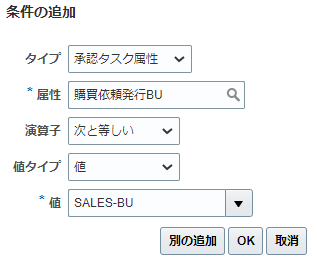 条件の追加
タイプ 承認タスク属性
* 属性 購買依頼発行BU
演算子 次と等しい
値タイプ 値
* 値 SALES-BU
別の追加 OK 取消